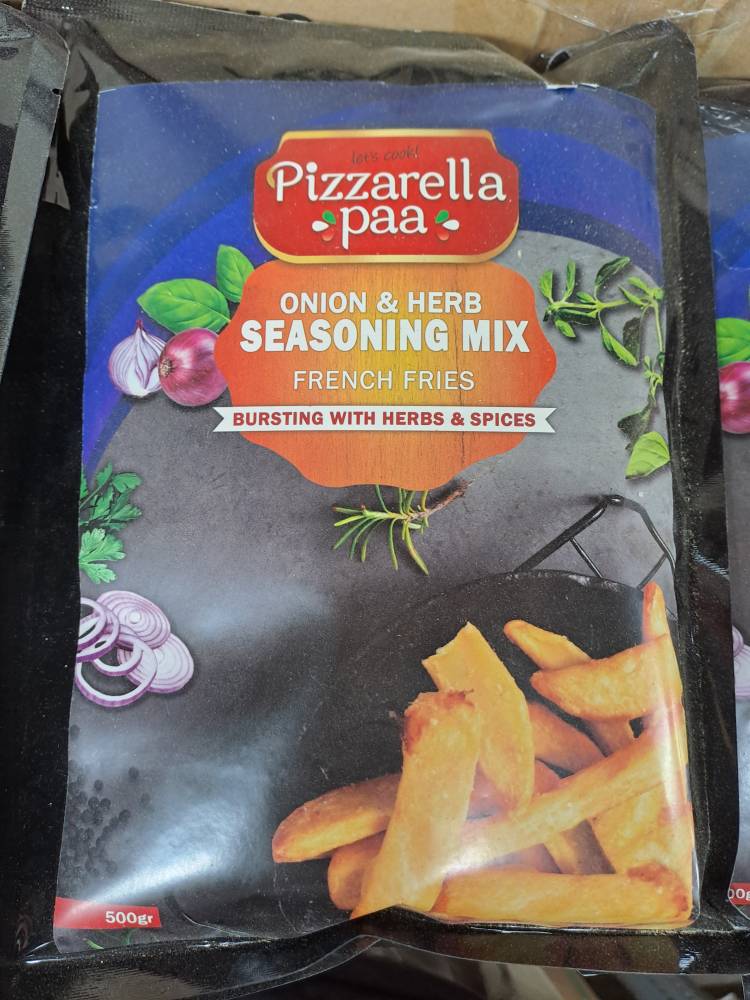 let's cook!
Pizzarella
paa
ONION & HERB
SEASONING MIX
FRENCH FRIES
BURSTING WITH HERBS & SPICES
500gr